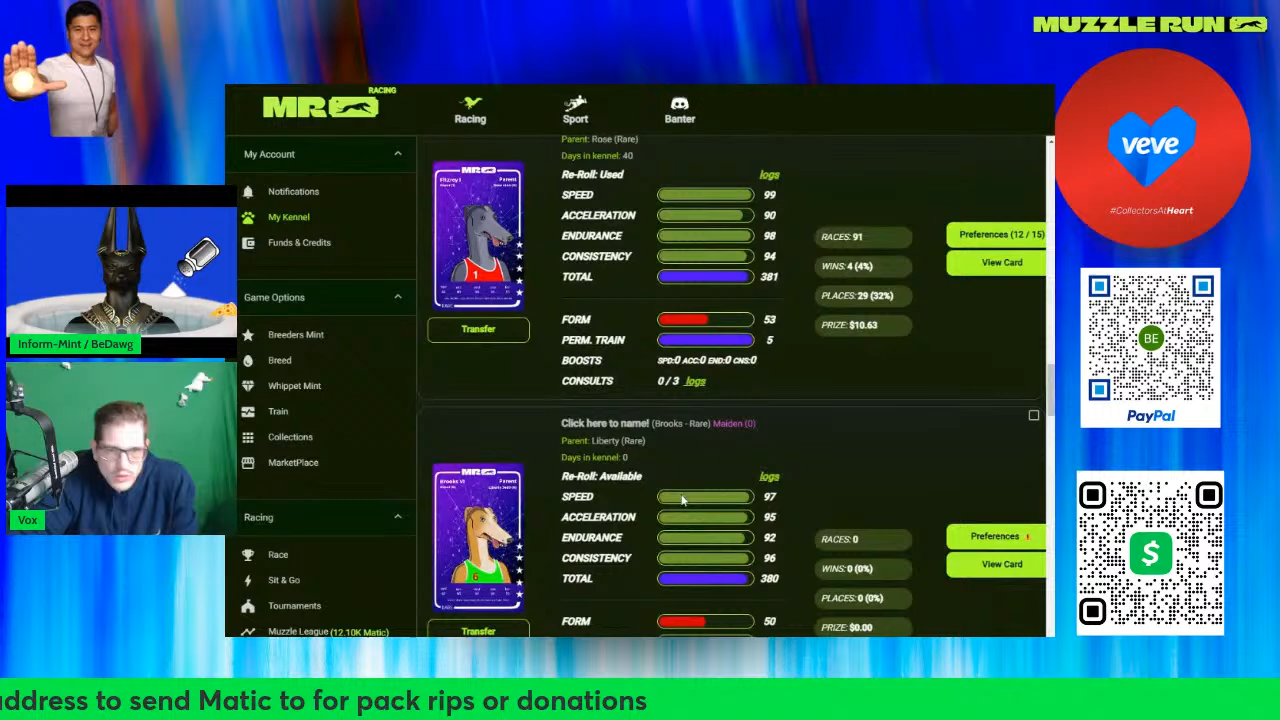 MUZZLE RUN
MR RACING
Racing
Sport
Banter
My Account
Notifications
My Kennel
Funds & Credits
Game Options
Breeders Mint
Breed
Whippet Mint
Train
Collections
MarketPlace
Racing
Race
Sit & Go
Tournaments
Muzzle League (12.10K Matic)
Parent: Rose (Rare)
Days in kennel: 40
Re-Roll: Used logs
SPEED 99
ACCELERATION 90
ENDURANCE 98
CONSISTENCY 94
TOTAL 381
FORM 53
PERM. TRAIN 5
BOOSTS SPD:0 ACC:0 END:0 CNS:0
CONSULTS 0 / 3 logs
RACES: 91
WINS: 4 (4%)
PLACES: 29 (32%)
PRIZE: $10.63
Preferences (12 / 15)
View Card
MR
Parent
1
Transfer
Click here to name! (Brooks - Rare) Maiden (0)
Parent: Liberty (Rare)
Days in kennel: 0
Re-Roll: Available logs
SPEED 97
ACCELERATION 95
ENDURANCE 92
CONSISTENCY 96
TOTAL 380
FORM 50
RACES: 0
WINS: 0 (0%)
PLACES: 0 (0%)
PRIZE: $0.00
Preferences
View Card
MR
Parent
6
Transfer
Inform-Mint / BeDawg
Vox
veve
#CollectorsAtHeart
BE
PayPal
$
address to send Matic to for pack rips or donations